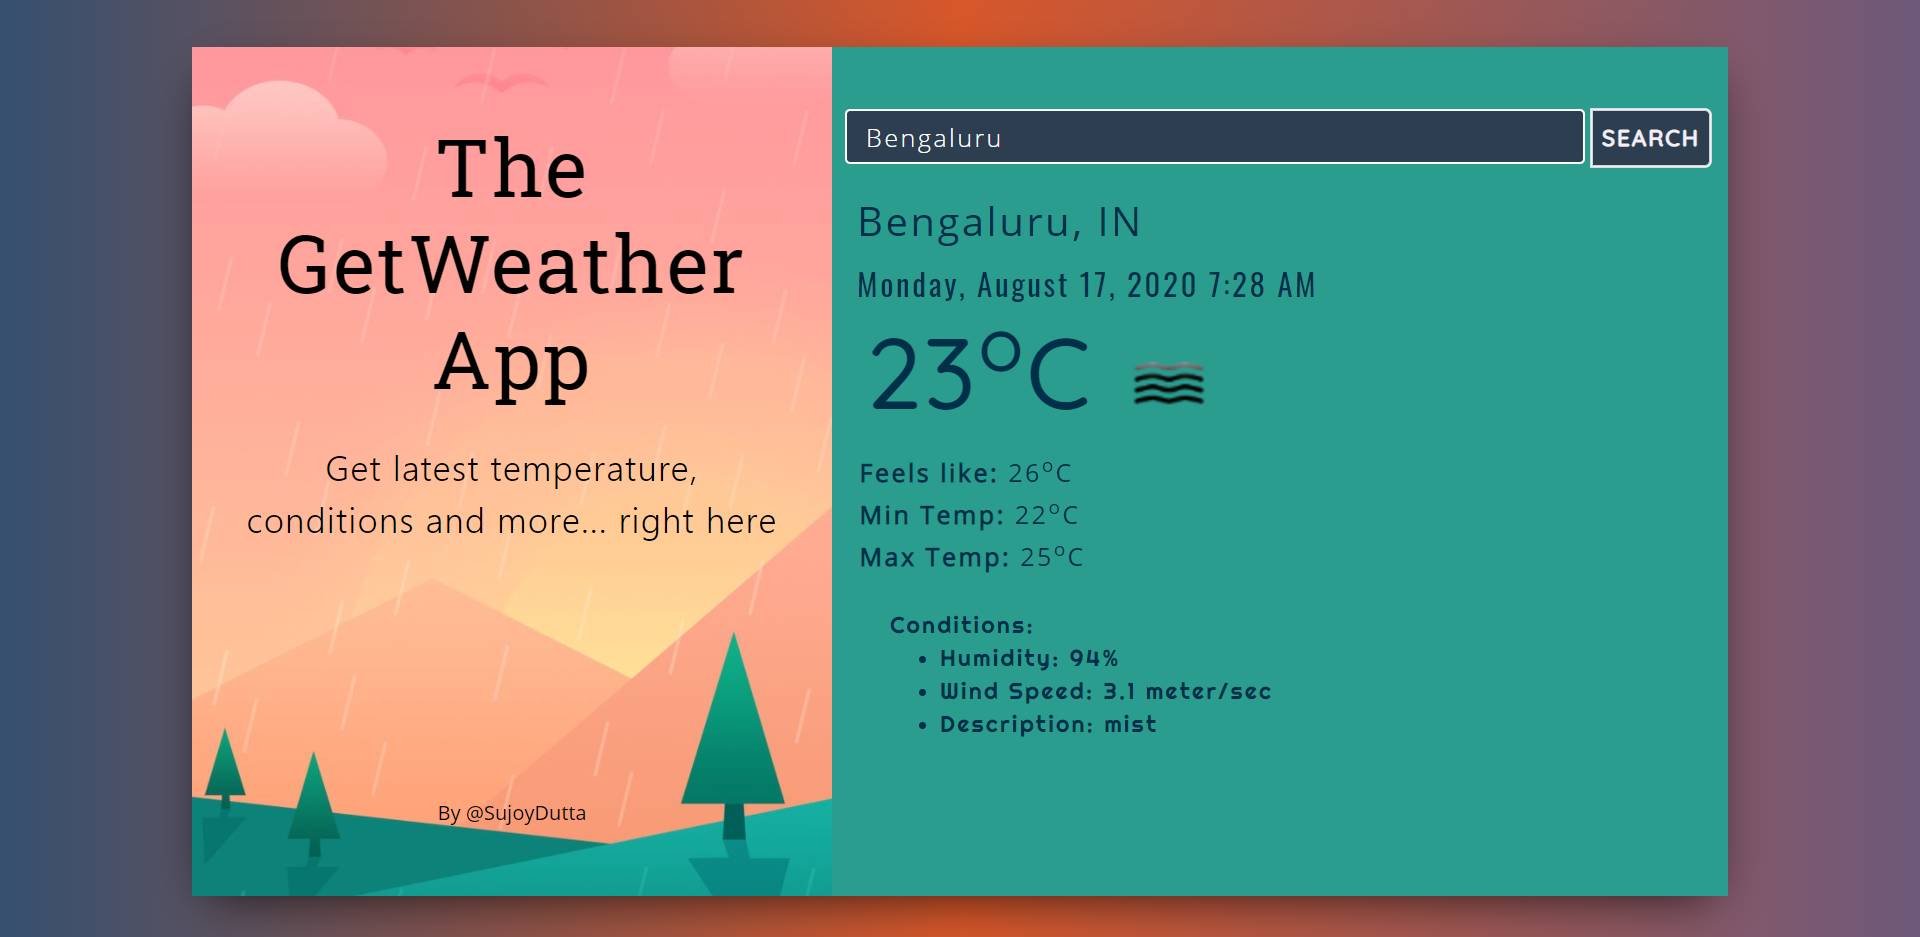 The
GetWeather
App
Get latest temperature,
conditions and more... right here
By @SujoyDutta
Bengaluru
SEARCH
Bengaluru, IN
Monday, August 17, 2020 7:28 AM
23°C
Feels like: 26°C
Min Temp: 22°C
Max Temp: 25°C
Conditions:
• Humidity: 94%
• Wind Speed: 3.1 meter/sec
• Description: mist